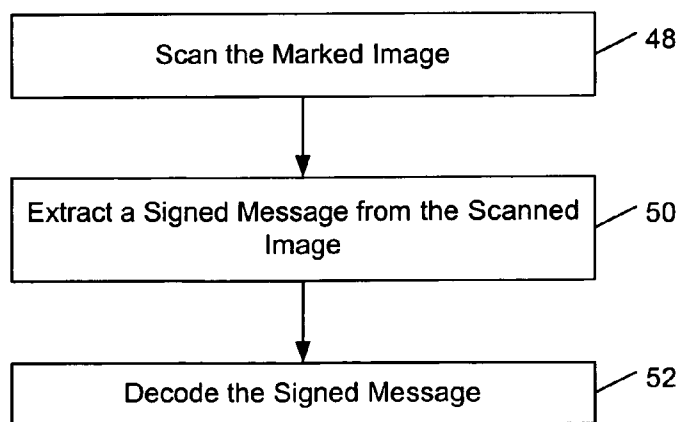 Scan the Marked Image
48
Extract a Signed Message from the Scanned
Image
50
Decode the Signed Message
52